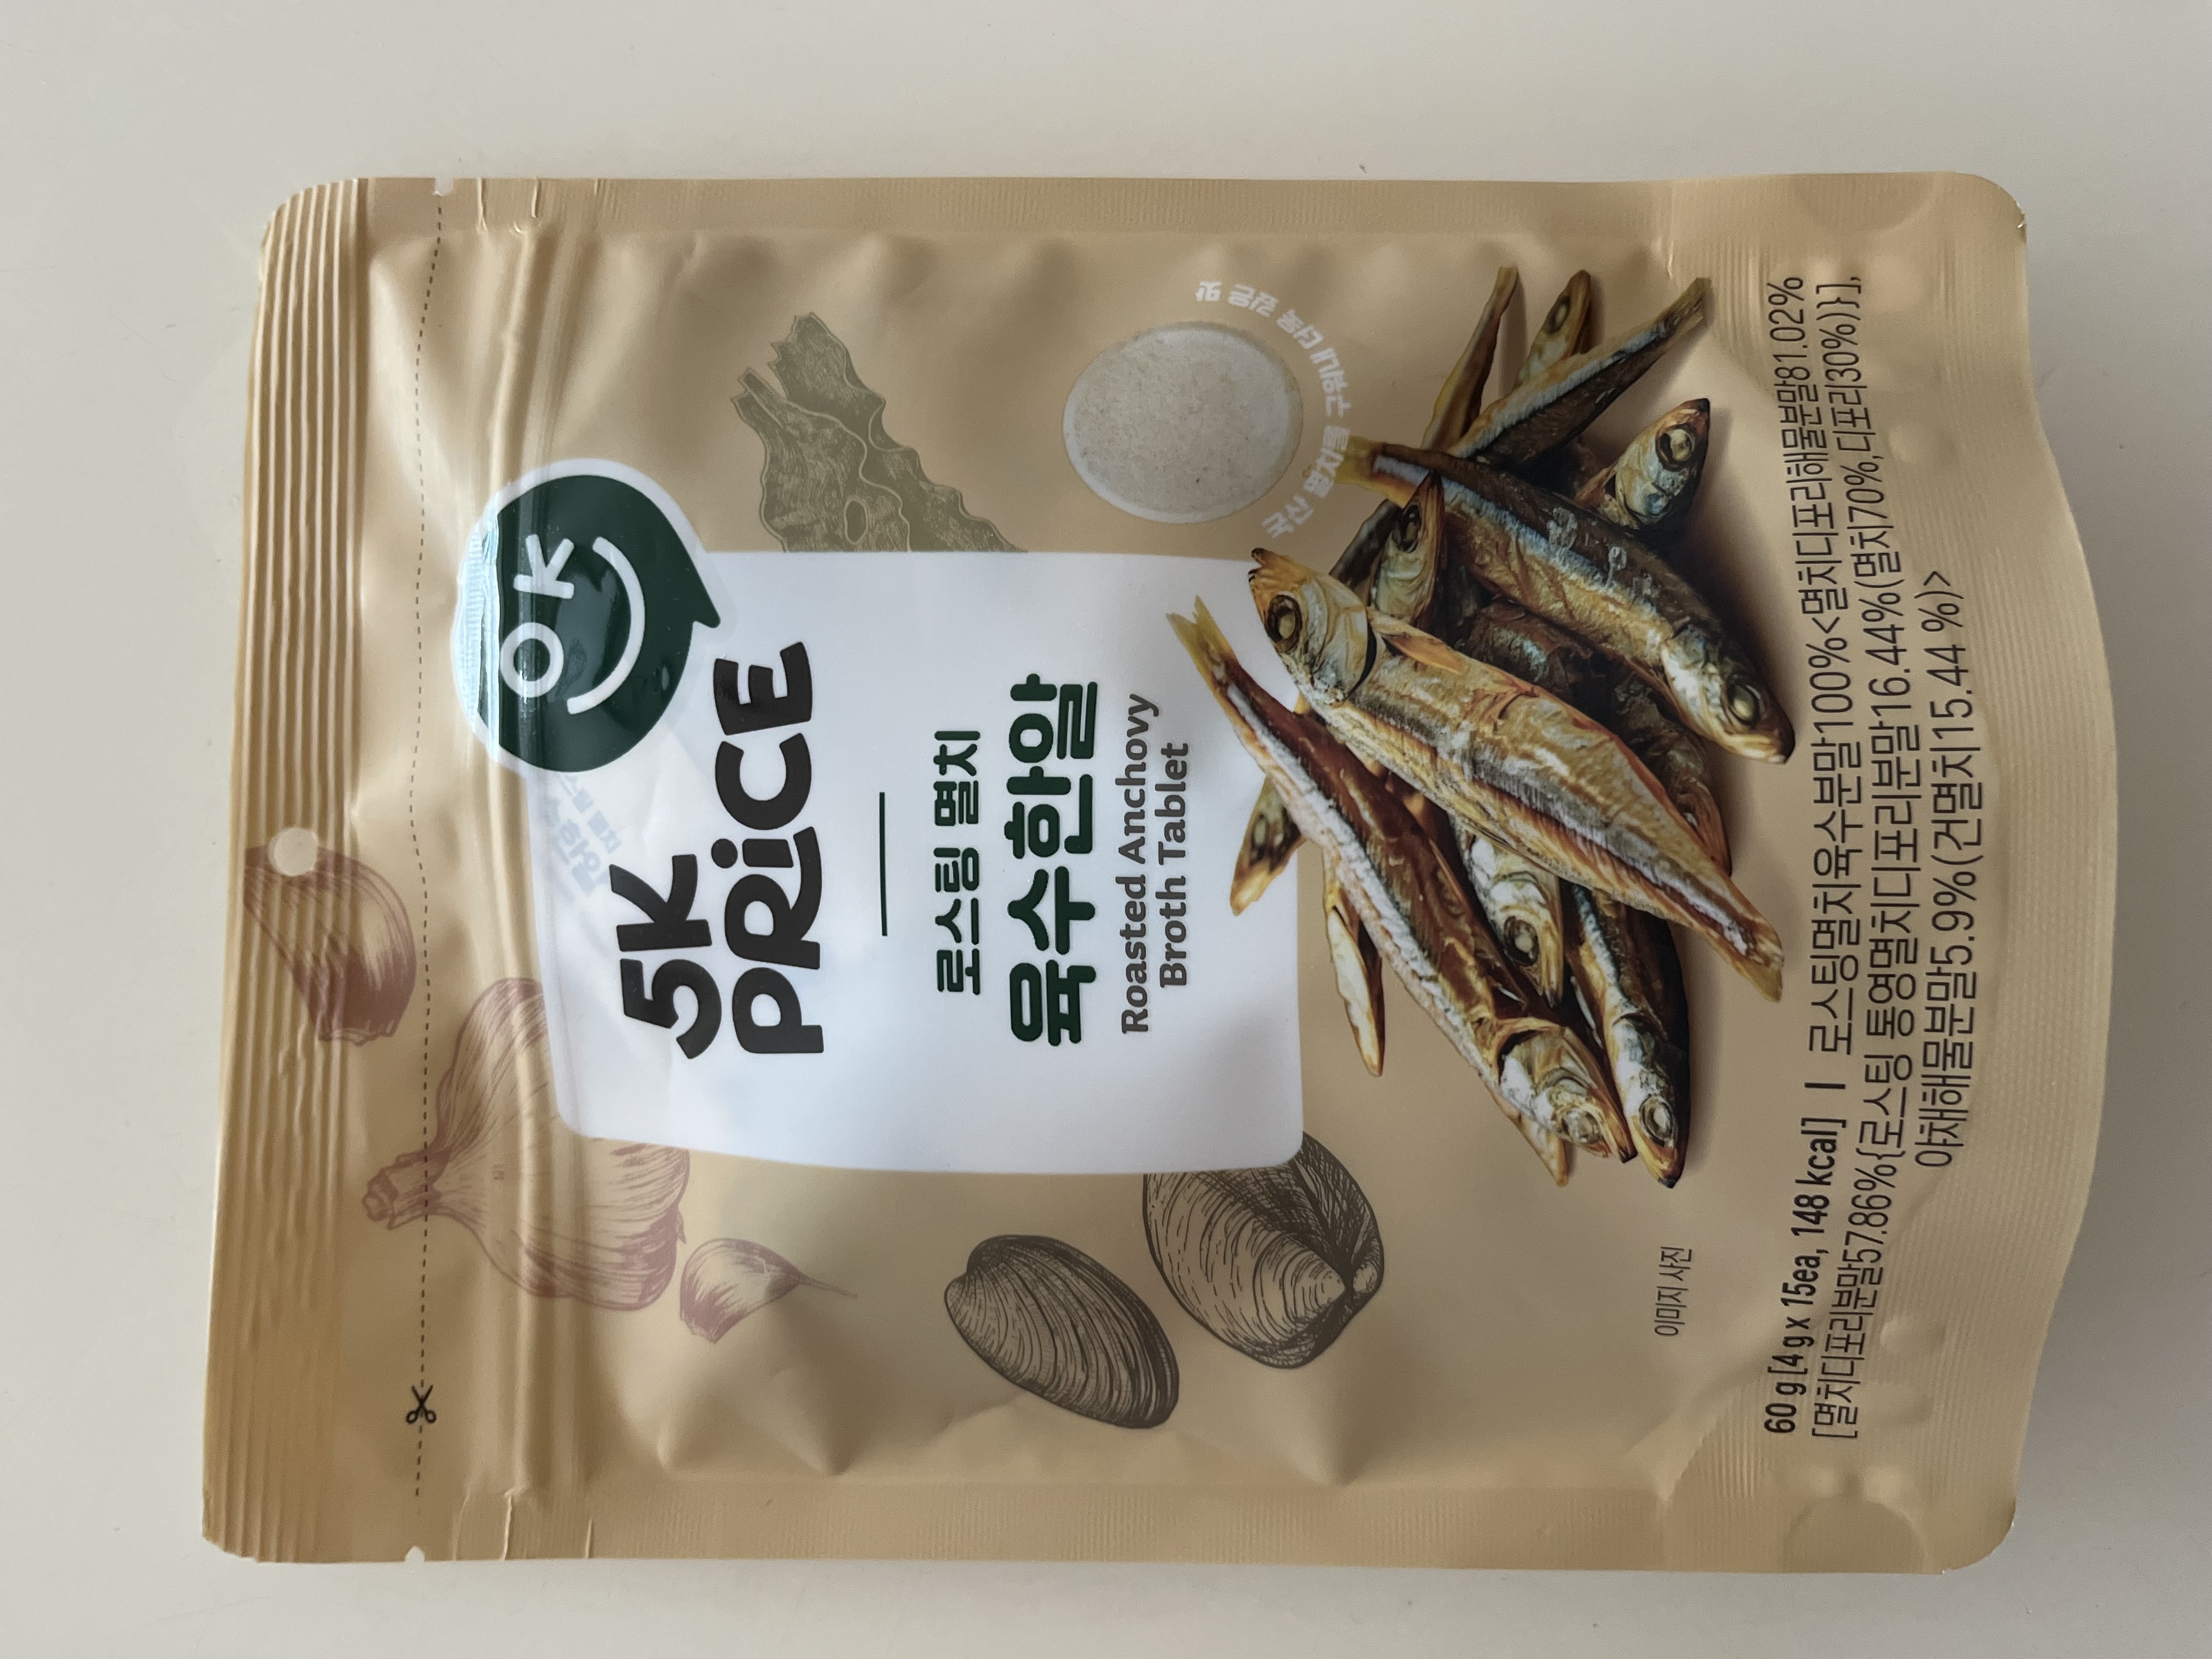 OK
5K
PRiCE
로스팅 멸치
육수한알
Roasted Anchovy
Broth Tablet
국산 멸치를 구워내 더 농 깊은 맛
이미지 사진
60 g [4 g x 15ea, 148 kcal] | 로스팅멸치육수분말100%<멸치디포리해물분말81.02%
[멸치디포리분말57.86%{로스팅 통영멸치디포리분말16.44%(멸치70%,디포리30%)}],
야채해물분말5.9%(건멸치15.44 %)>